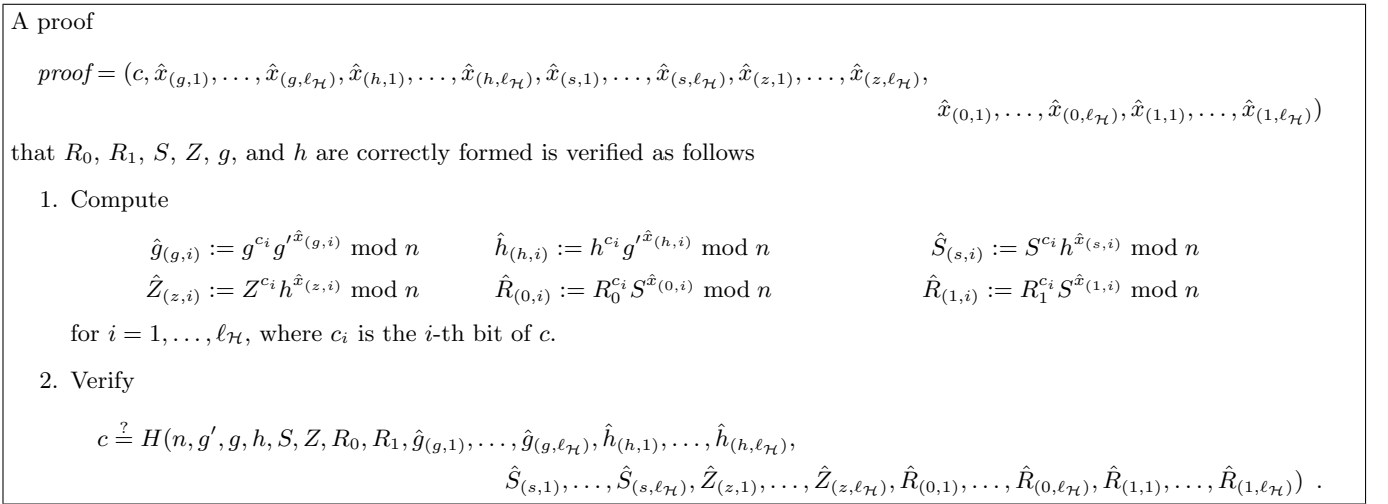 A proof
proof = (c, x̂_(g,1), . . . , x̂_(g,ℓ_ℋ), x̂_(h,1), . . . , x̂_(h,ℓ_ℋ), x̂_(s,1), . . . , x̂_(s,ℓ_ℋ), x̂_(z,1), . . . , x̂_(z,ℓ_ℋ),
x̂_(0,1), . . . , x̂_(0,ℓ_ℋ), x̂_(1,1), . . . , x̂_(1,ℓ_ℋ))
that R_0, R_1, S, Z, g, and h are correctly formed is verified as follows
1. Compute
ĝ_(g,i) := g^{c_i} g′^{x̂_(g,i)} mod n ĥ_(h,i) := h^{c_i} g′^{x̂_(h,i)} mod n Ŝ_(s,i) := S^{c_i} h^{x̂_(s,i)} mod n
Ẑ_(z,i) := Z^{c_i} h^{x̂_(z,i)} mod n R̂_(0,i) := R_0^{c_i} S^{x̂_(0,i)} mod n R̂_(1,i) := R_1^{c_i} S^{x̂_(1,i)} mod n
for i = 1, . . . , ℓ_ℋ, where c_i is the i-th bit of c.
2. Verify
c ≟ H(n, g′, g, h, S, Z, R_0, R_1, ĝ_(g,1), . . . , ĝ_(g,ℓ_ℋ), ĥ_(h,1), . . . , ĥ_(h,ℓ_ℋ),
Ŝ_(s,1), . . . , Ŝ_(s,ℓ_ℋ), Ẑ_(z,1), . . . , Ẑ_(z,ℓ_ℋ), R̂_(0,1), . . . , R̂_(0,ℓ_ℋ), R̂_(1,1), . . . , R̂_(1,ℓ_ℋ)) .